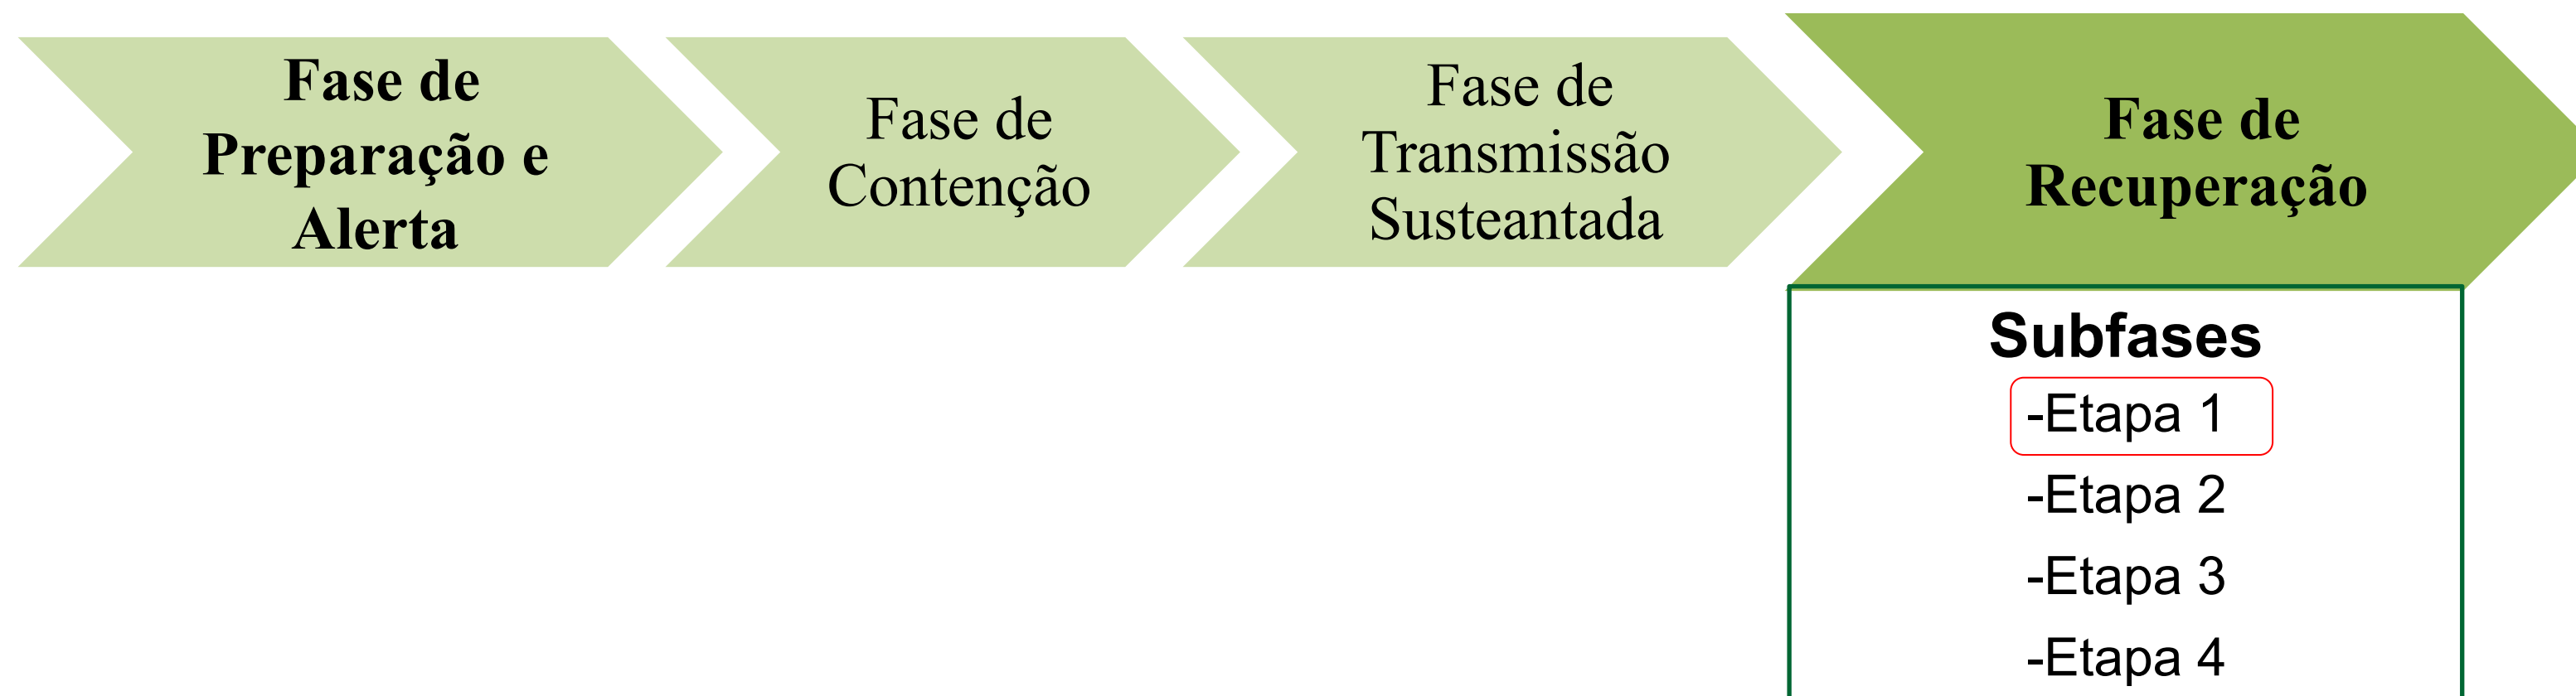 Fase de
Preparação e
Alerta
Fase de
Contenção
Fase de
Transmissão
Susteantada
Fase de
Recuperação
Subfases
-Etapa 1
-Etapa 2
-Etapa 3
-Etapa 4